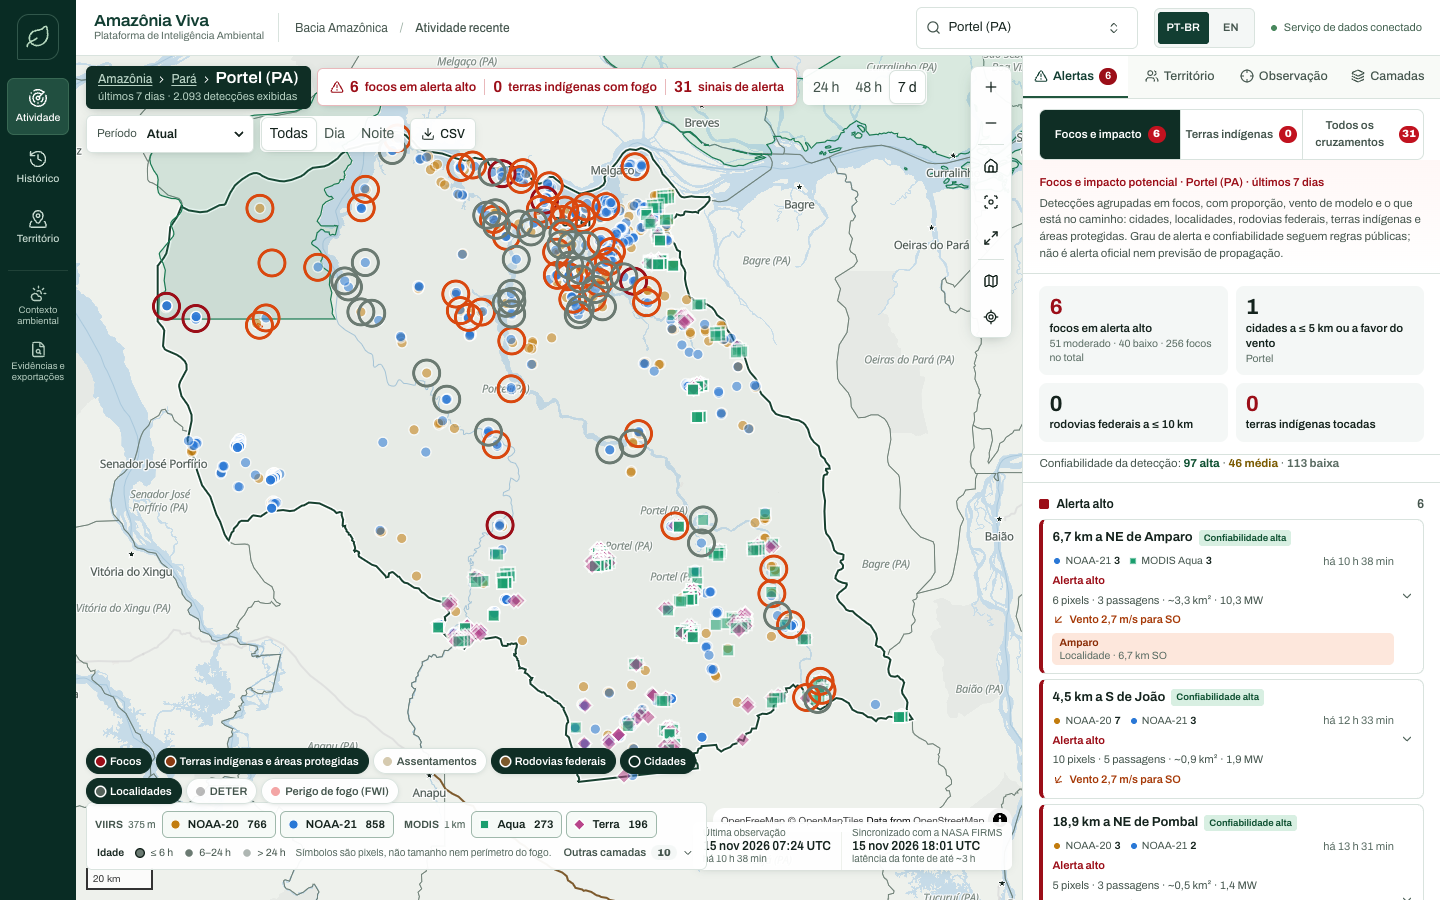 Amazônia Viva
Plataforma de Inteligência Ambiental
Bacia Amazônica / Atividade recente
Portel (PA)
PT-BR EN
Serviço de dados conectado
Atividade
Histórico
Território
Contexto
ambiental
Evidências e
exportações
Amazônia › Pará › Portel (PA)
últimos 7 dias · 2.093 detecções exibidas
6 focos em alerta alto
0 terras indígenas com fogo
31 sinais de alerta
24 h 48 h 7 d
Período Atual
Todas Dia Noite
CSV
Melgaço (PA)
Curralinho (PA)
Breves
Melgaço
Curralinh
Bagre
Oeiras do Pará
Bagre (PA)
Oeiras do Pará (PA)
Senador José Porfírio
Senador José
Porfírio (PA)
Portel (PA)
Portel (PA)
Baião
Vitória do Xingu
Bagre (PA)
Vitória do Xingu (PA)
Baião (PA)
Anapu (PA)
Anapu
Tucuruí (PA)
Focos
Terras indígenas e áreas protegidas
Assentamentos
Rodovias federais
Cidades
Localidades
DETER
Perigo de fogo (FWI)
VIIRS 375 m NOAA-20 766 NOAA-21 858 MODIS 1 km Aqua 273 Terra 196
Idade ≤ 6 h 6–24 h > 24 h Símbolos são pixels, não tamanho nem perímetro do fogo. Outras camadas 10
20 km
OpenFreeMap © OpenMapTiles Data from OpenStreetMap
Última observação
15 nov 2026 07:24 UTC
há 10 h 38 min
Sincronizado com a NASA FIRMS
15 nov 2026 18:01 UTC
latência da fonte de até ~3 h
Alertas 6
Território
Observação
Camadas
Focos e impacto 6
Terras indígenas 0
Todos os
cruzamentos 31
Focos e impacto potencial · Portel (PA) · últimos 7 dias
Detecções agrupadas em focos, com proporção, vento de modelo e o que
está no caminho: cidades, localidades, rodovias federais, terras indígenas e
áreas protegidas. Grau de alerta e confiabilidade seguem regras públicas;
não é alerta oficial nem previsão de propagação.
6
focos em alerta alto
51 moderado · 40 baixo · 256 focos
no total
1
cidades a ≤ 5 km ou a favor do
vento
Portel
0
rodovias federais a ≤ 10 km
0
terras indígenas tocadas
Confiabilidade da detecção: 97 alta · 46 média · 113 baixa
Alerta alto 6
6,7 km a NE de Amparo Confiabilidade alta
NOAA-21 3 MODIS Aqua 3 há 10 h 38 min
Alerta alto
6 pixels · 3 passagens · ~3,3 km² · 10,3 MW
Vento 2,7 m/s para SO
Amparo
Localidade · 6,7 km SO
4,5 km a S de João Confiabilidade alta
NOAA-20 7 NOAA-21 3 há 12 h 33 min
Alerta alto
10 pixels · 5 passagens · ~0,9 km² · 1,9 MW
Vento 2,7 m/s para SO
18,9 km a NE de Pombal Confiabilidade alta
NOAA-20 3 NOAA-21 2 há 13 h 31 min
Alerta alto
5 pixels · 3 passagens · ~0,5 km² · 1,4 MW